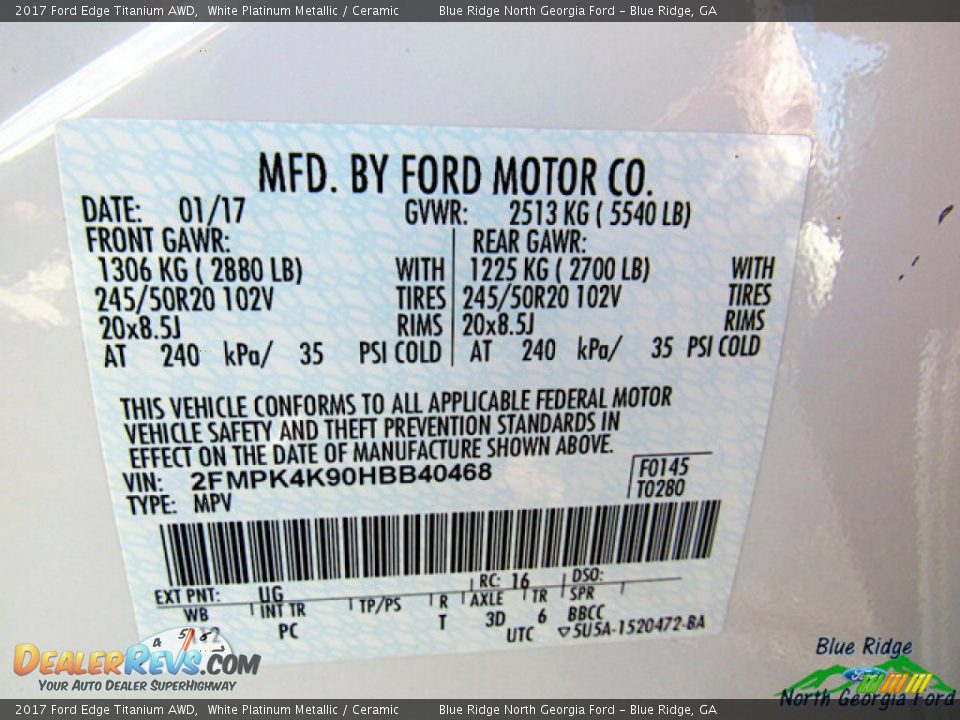 2017 Ford Edge Titanium AWD, White Platinum Metallic / Ceramic Blue Ridge North Georgia Ford - Blue Ridge, GA
MFD. BY FORD MOTOR CO.
DATE: 01/17 GVWR: 2513 KG ( 5540 LB)
FRONT GAWR: REAR GAWR:
1306 KG ( 2880 LB) WITH 1225 KG ( 2700 LB) WITH
245/50R20 102V TIRES 245/50R20 102V TIRES
20x8.5J RIMS 20x8.5J RIMS
AT 240 kPa/ 35 PSI COLD AT 240 kPa/ 35 PSI COLD
THIS VEHICLE CONFORMS TO ALL APPLICABLE FEDERAL MOTOR
VEHICLE SAFETY AND THEFT PREVENTION STANDARDS IN
EFFECT ON THE DATE OF MANUFACTURE SHOWN ABOVE.
VIN: 2FMPK4K90HBB40468 F0145
TYPE: MPV T0280
EXT PNT: UG RC: 16 DSO:
WB INT TR TP/PS R AXLE TR SPR
PC T 3D 6 BBCC
UTC 5U5A-1520472-BA
DEALERREVS.COM
YOUR AUTO DEALER SUPERHIGHWAY
Blue Ridge
Ford
North Georgia Ford
2017 Ford Edge Titanium AWD, White Platinum Metallic / Ceramic Blue Ridge North Georgia Ford - Blue Ridge, GA